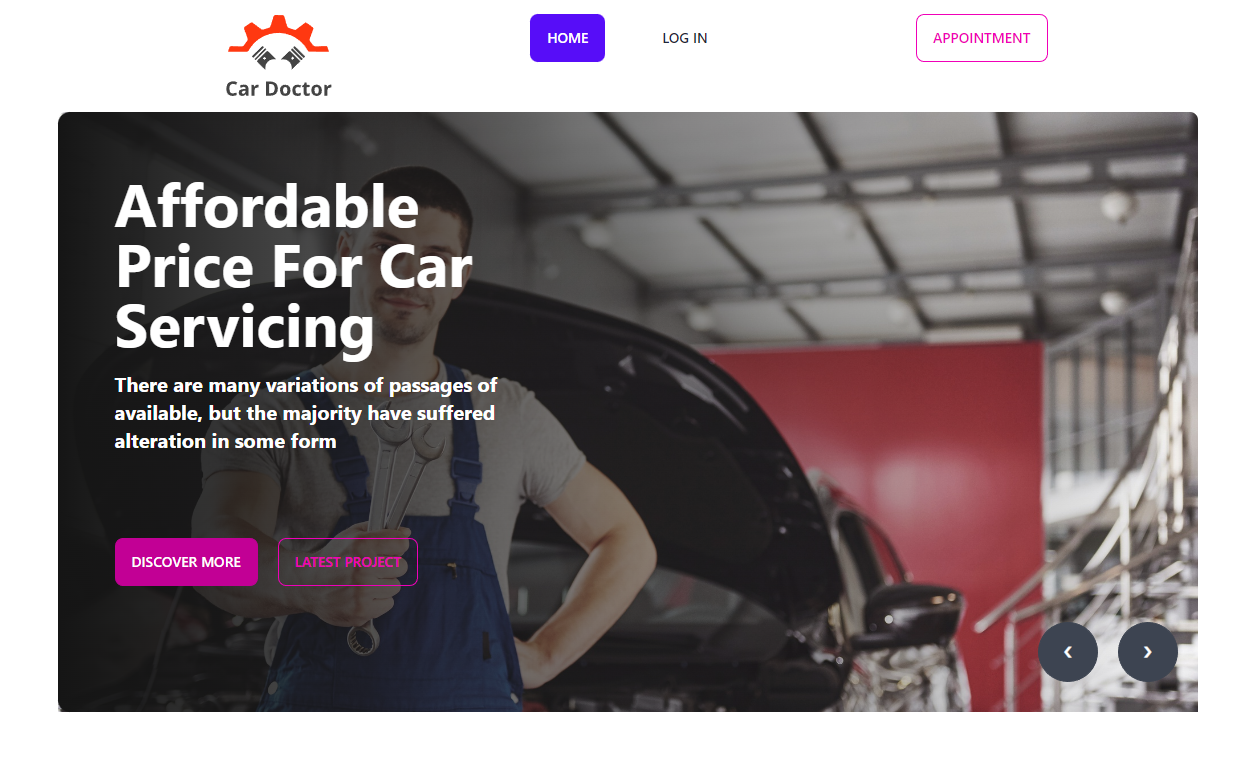 Car Doctor
HOME
LOG IN
APPOINTMENT
Affordable
Price For Car
Servicing
There are many variations of passages of
available, but the majority have suffered
alteration in some form
DISCOVER MORE
LATEST PROJECT
❮
❯